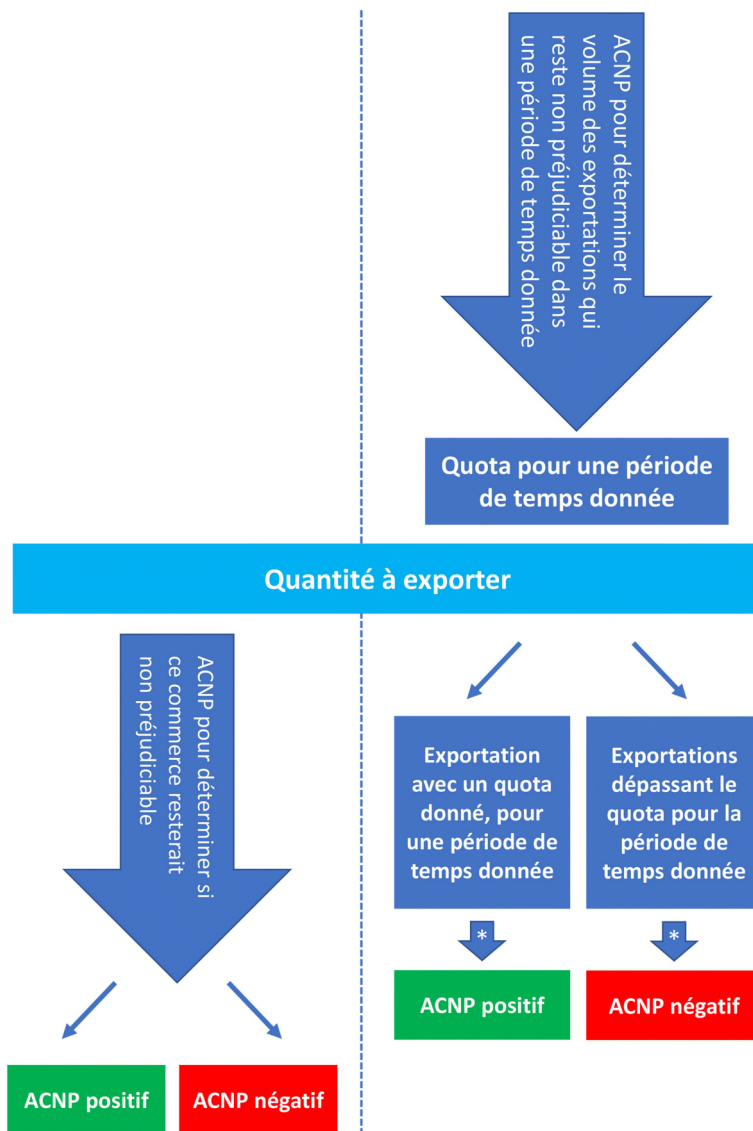 ACNP pour déterminer le
volume des exportations qui
reste non préjudiciable dans
une période de temps donnée
Quota pour une période
de temps donnée
Quantité à exporter
ACNP pour déterminer si
ce commerce resterait
non préjudiciable
ACNP positif
ACNP négatif
Exportation
avec un quota
donné, pour
une période de
temps donnée
Exportations
dépassant le
quota pour la
période de
temps donnée
*
*
ACNP positif
ACNP négatif